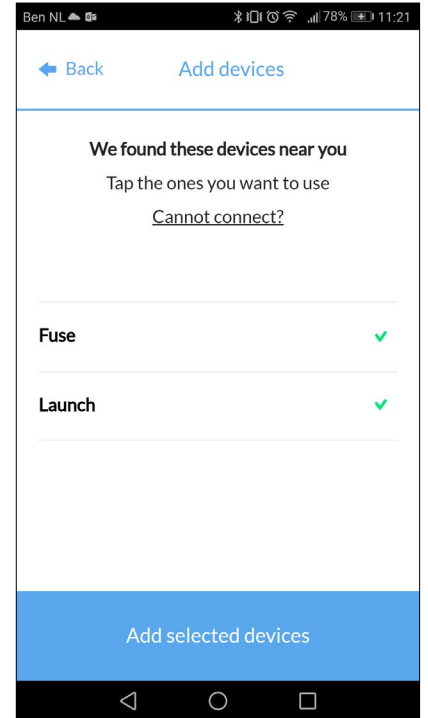 Ben NL 78% 11:21
Back Add devices
We found these devices near you
Tap the ones you want to use
Cannot connect?
Fuse
Launch
Add selected devices